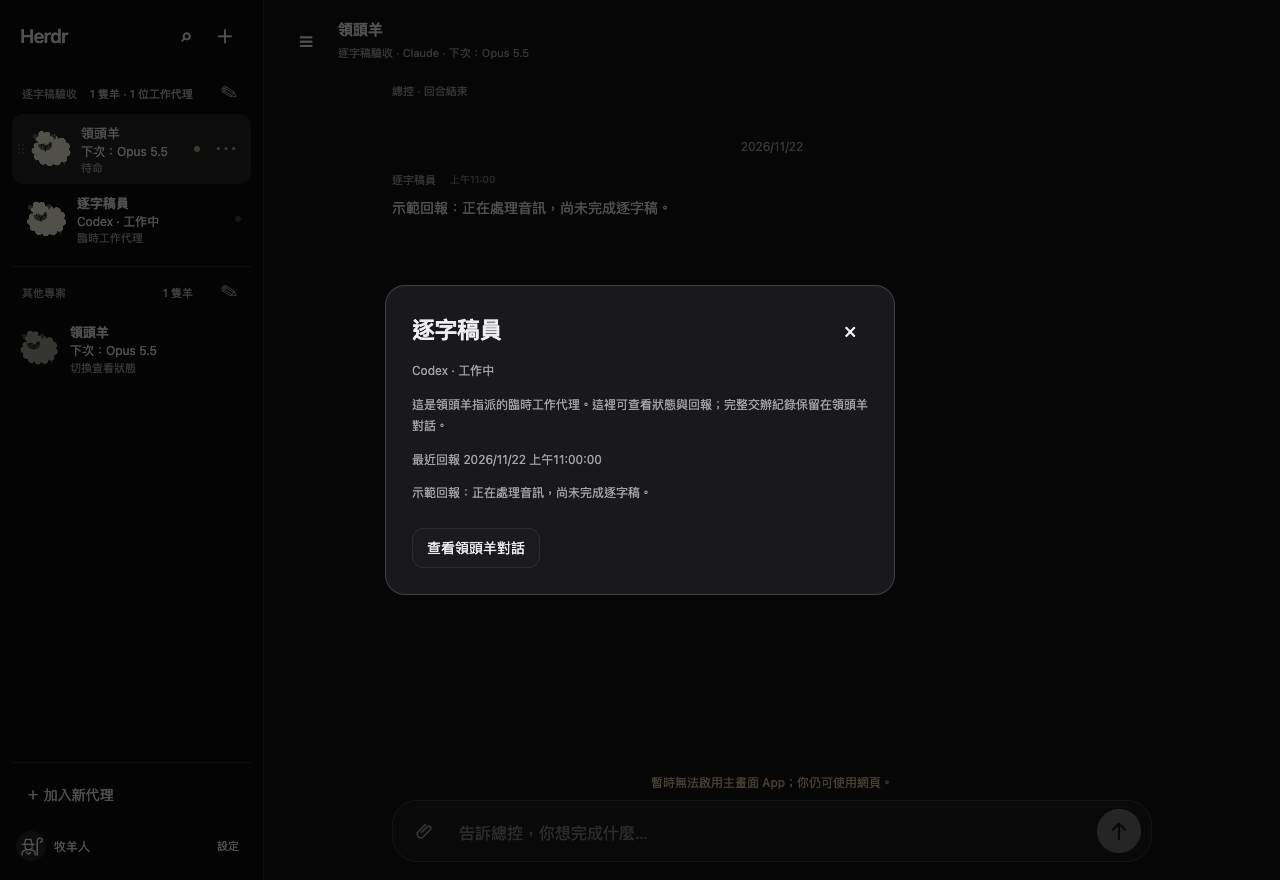 Herdr
逐字稿驗收 1 隻羊 · 1 位工作代理
領頭羊
下次：Opus 5.5
待命
逐字稿員
Codex · 工作中
臨時工作代理
其他專案 1 隻羊
領頭羊
下次：Opus 5.5
切換查看狀態
+ 加入新代理
牧羊人 設定
領頭羊
逐字稿驗收 · Claude · 下次：Opus 5.5
總控 · 回合結束
2026/11/22
逐字稿員 上午11:00
示範回報：正在處理音訊，尚未完成逐字稿。
逐字稿員
Codex · 工作中
這是領頭羊指派的臨時工作代理。這裡可查看狀態與回報；完整交辦紀錄保留在領頭羊
對話。
最近回報 2026/11/22 上午11:00:00
示範回報：正在處理音訊，尚未完成逐字稿。
查看領頭羊對話
暫時無法啟用主畫面 App；你仍可使用網頁。
告訴總控，你想完成什麼...